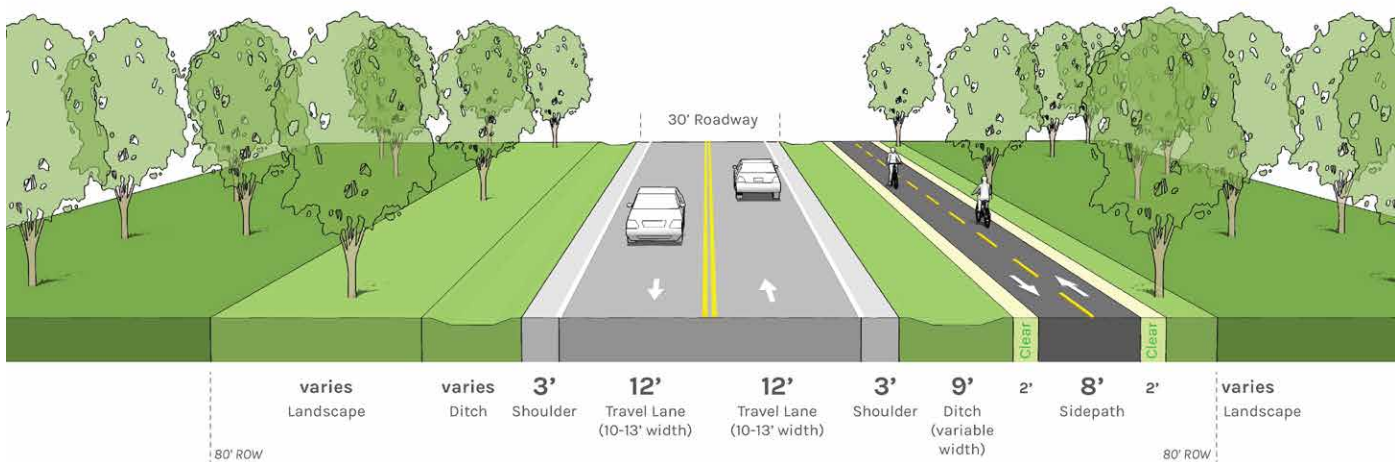 30' Roadway
Clear
Clear
varies
Landscape
varies
Ditch
3'
Shoulder
12'
Travel Lane
(10-13' width)
12'
Travel Lane
(10-13' width)
3'
Shoulder
9'
Ditch
(variable
width)
2'
8'
Sidepath
2'
varies
Landscape
80' ROW
80' ROW